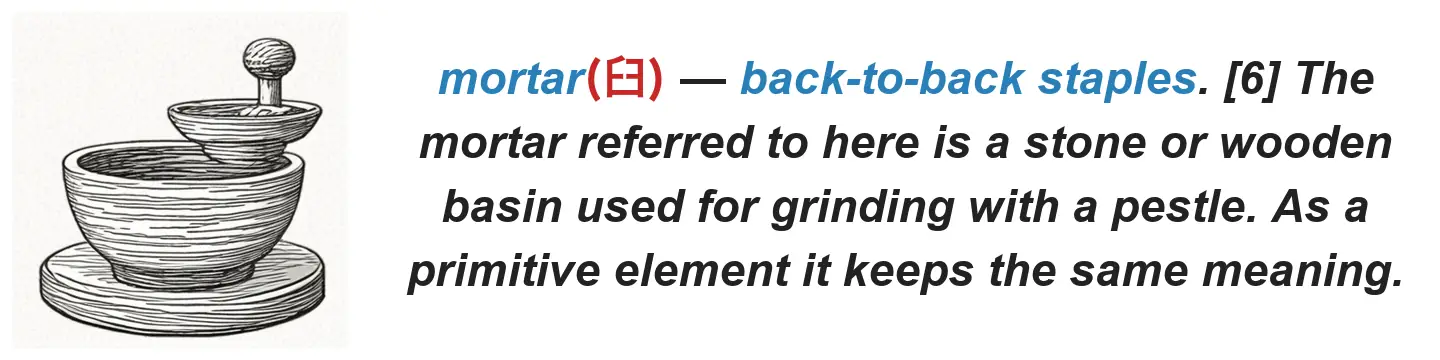 mortar(臼) — back-to-back staples. [6] The
mortar referred to here is a stone or wooden
basin used for grinding with a pestle. As a
primitive element it keeps the same meaning.